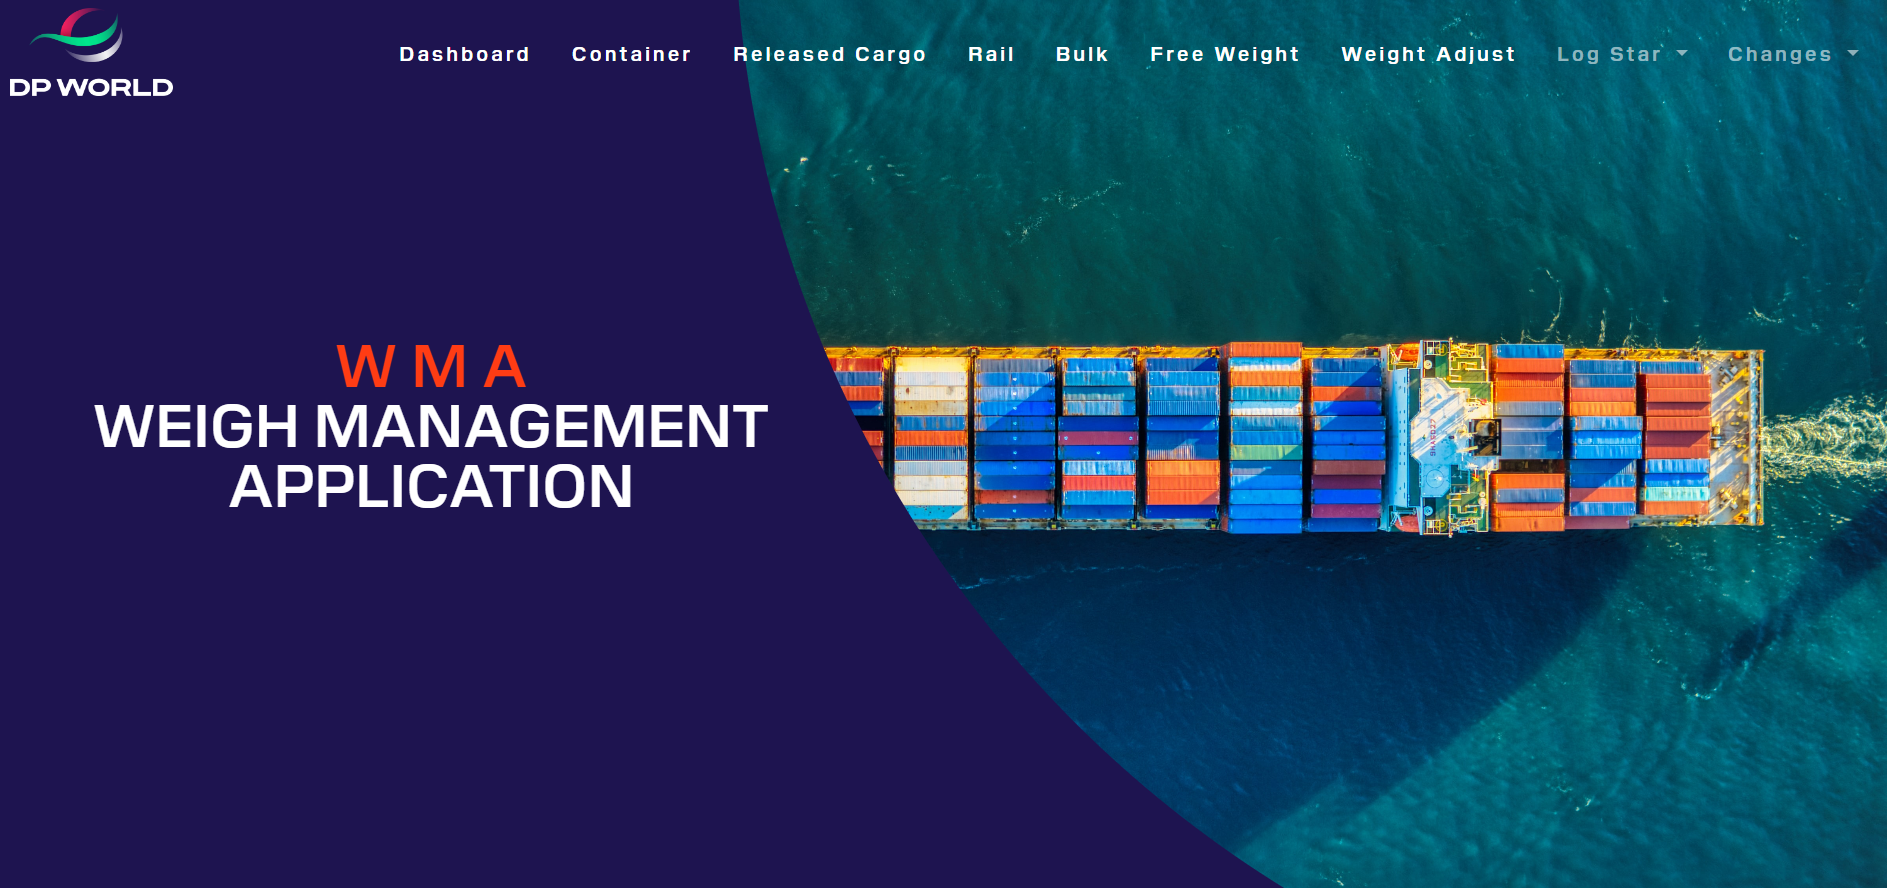 DP WORLD
Dashboard Container Released Cargo Rail Bulk Free Weight Weight Adjust Log Star Changes
W M A
WEIGH MANAGEMENT
APPLICATION